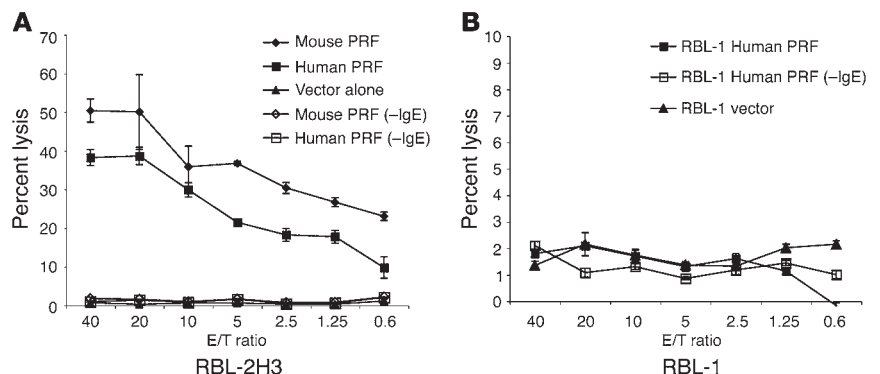 A
70
60
50
40
30
20
10
0
Percent lysis
Mouse PRF
Human PRF
Vector alone
Mouse PRF (–IgE)
Human PRF (–IgE)
40 20 10 5 2.5 1.25 0.6
E/T ratio
RBL-2H3
B
10
9
8
7
6
5
4
3
2
1
0
Percent lysis
RBL-1 Human PRF
RBL-1 Human PRF (–IgE)
RBL-1 vector
40 20 10 5 2.5 1.25 0.6
E/T ratio
RBL-1